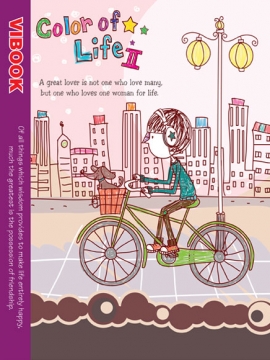 VIBOOK
Color of
Life II
A great lover is not one who love many,
but one who loves one woman for life.
Of all things which wisdom provides to make life entirely happy,
much the greatest is the possession of friendship.